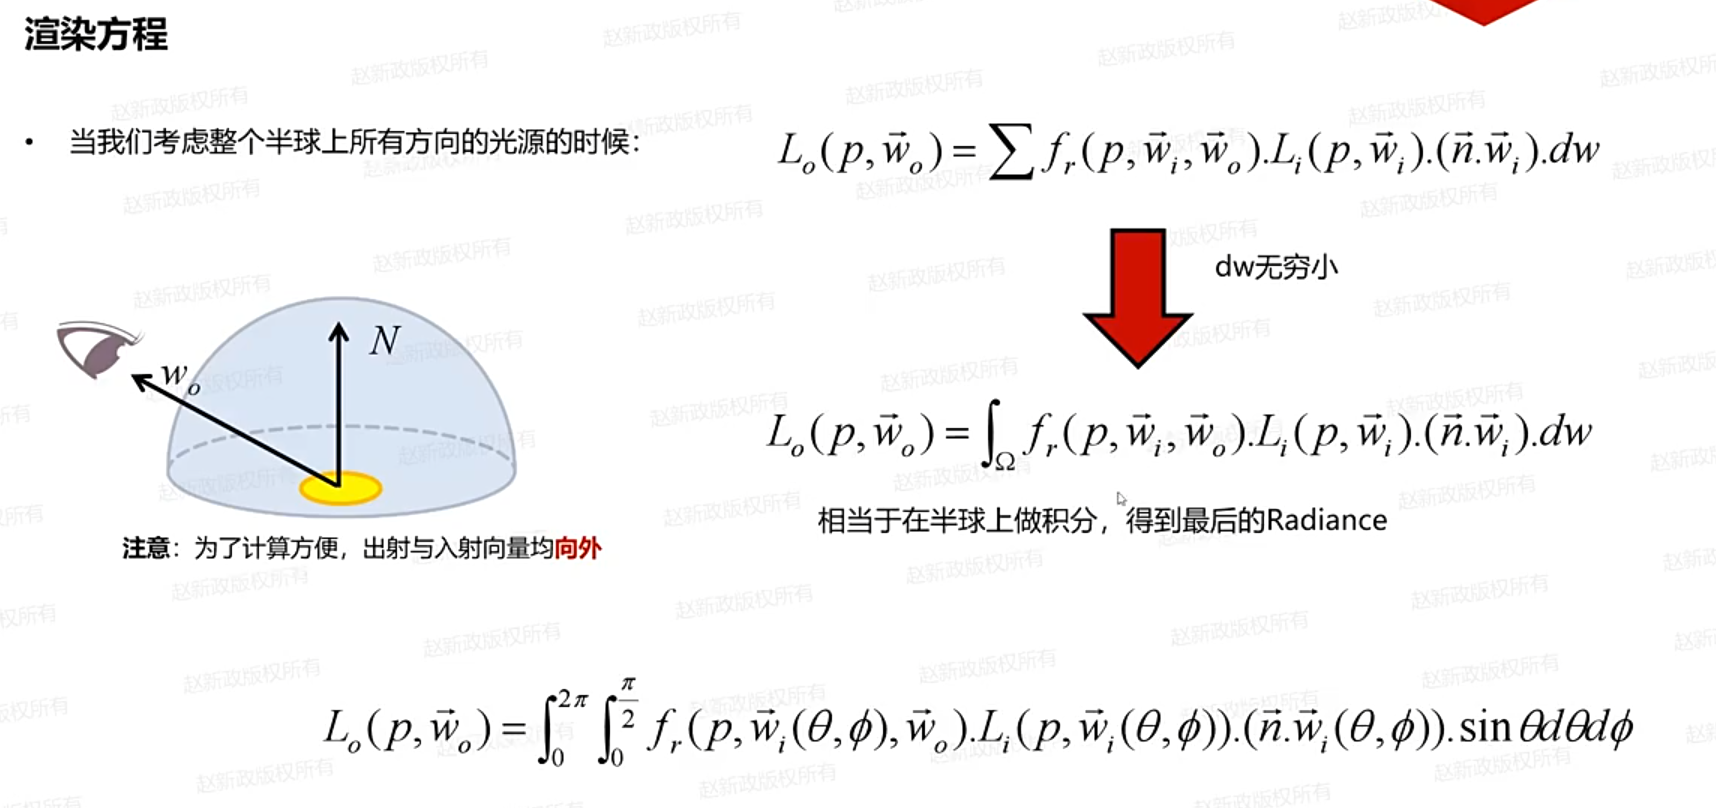 渲染方程
• 当我们考虑整个半球上所有方向的光源的时候：
L_o(p, \vec{w}_o) = \sum f_r(p, \vec{w}_i, \vec{w}_o).L_i(p, \vec{w}_i).(\vec{n}.\vec{w}_i).dw
dw无穷小
N
w_o
L_o(p, \vec{w}_o) = \int_{\Omega} f_r(p, \vec{w}_i, \vec{w}_o).L_i(p, \vec{w}_i).(\vec{n}.\vec{w}_i).dw
相当于在半球上做积分，得到最后的Radiance
注意：为了计算方便，出射与入射向量均向外
L_o(p, \vec{w}_o) = \int_0^{2\pi} \int_0^{\frac{\pi}{2}} f_r(p, \vec{w}_i(\theta,\phi), \vec{w}_o).L_i(p, \vec{w}_i(\theta,\phi)).(\vec{n}.\vec{w}_i(\theta,\phi)).\sin\theta d\theta d\phi
赵新政版权所有